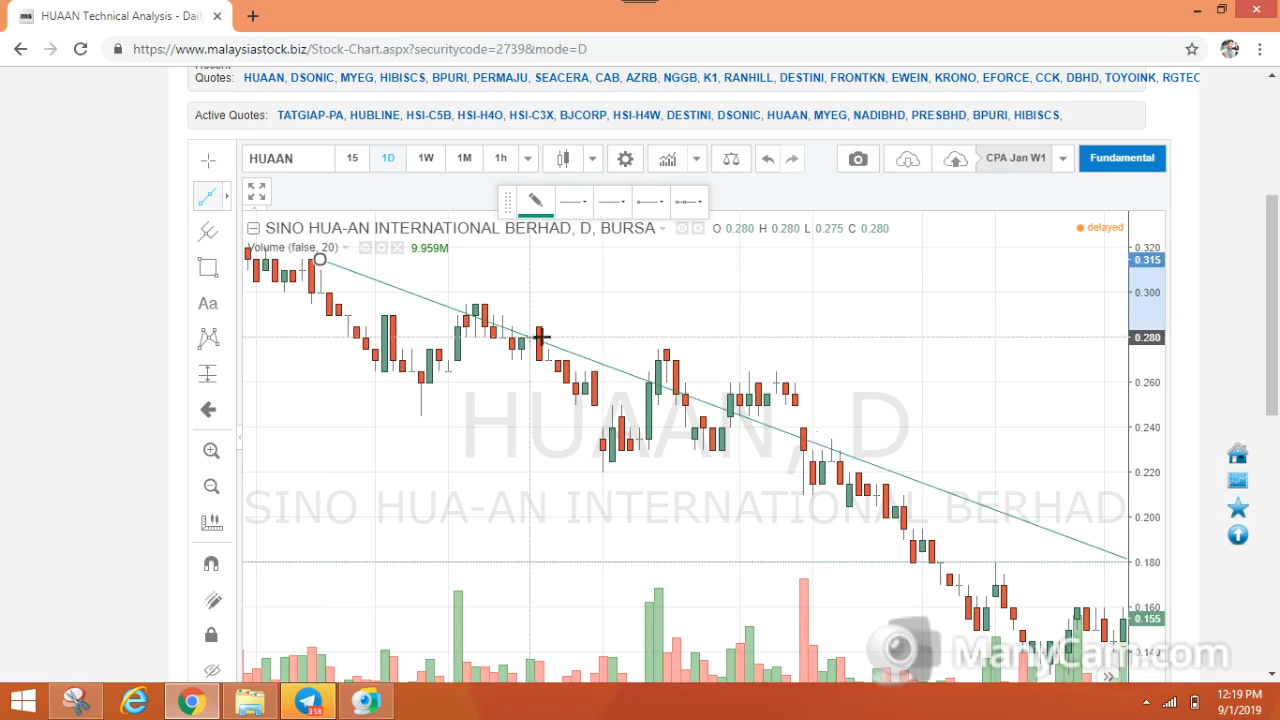 HUAAN Technical Analysis - Dai
https://www.malaysiastock.biz/Stock-Chart.aspx?securitycode=2739&mode=D
Recent
Quotes: HUAAN, DSONIC, MYEG, HIBISCS, BPURI, PERMAJU, SEACERA, CAB, AZRB, NGGB, K1, RANHILL, DESTINI, FRONTKN, EWEIN, KRONO, EFORCE, CCK, DBHD, TOYOINK, RGTEC
Active Quotes: TATGIAP-PA, HUBLINE, HSI-C5B, HSI-H4O, HSI-C3X, BJCORP, HSI-H4W, DESTINI, DSONIC, HUAAN, MYEG, NADIBHD, PRESBHD, BPURI, HIBISCS,
HUAAN 15 1D 1W 1M 1h CPA Jan W1 Fundamental
SINO HUA-AN INTERNATIONAL BERHAD, D, BURSA O 0.280 H 0.280 L 0.275 C 0.280 delayed
Volume (false, 20) 9.959M
0.320
0.315
0.300
0.280
0.260
0.240
0.220
0.200
0.180
0.160
0.155
0.140
Aa
HUAAN, D
SINO HUA-AN INTERNATIONAL BERHAD
ManyCam.com
358
12:19 PM
9/1/2019